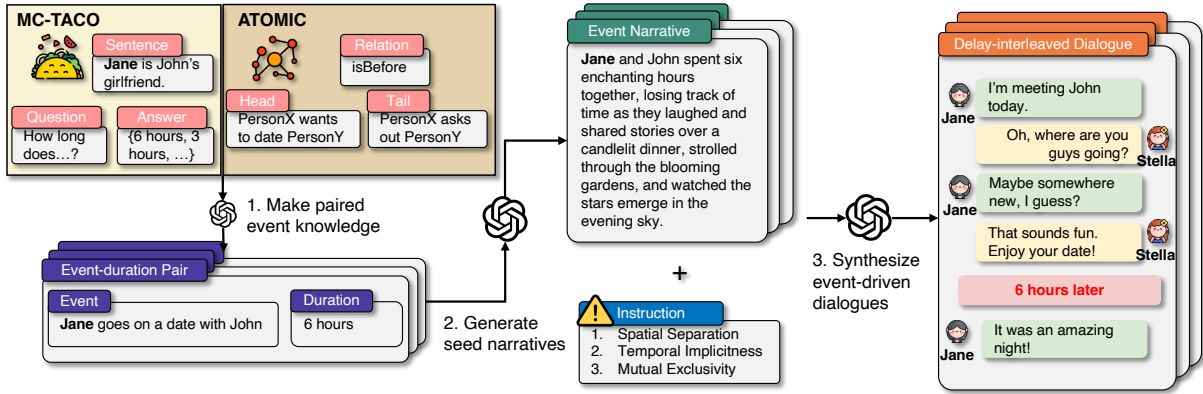 MC-TACO
Sentence
Jane is John's
girlfriend.
Question
How long
does…?
Answer
{6 hours, 3
hours, …}
ATOMIC
Relation
isBefore
Head
PersonX wants
to date PersonY
Tail
PersonX asks
out PersonY
1. Make paired
event knowledge
Event-duration Pair
Event
Jane goes on a date with John
Duration
6 hours
2. Generate
seed narratives
Event Narrative
Jane and John spent six
enchanting hours
together, losing track of
time as they laughed and
shared stories over a
candlelit dinner, strolled
through the blooming
gardens, and watched the
stars emerge in the
evening sky.
+
Instruction
1. Spatial Separation
2. Temporal Implicitness
3. Mutual Exclusivity
3. Synthesize
event-driven
dialogues
Delay-interleaved Dialogue
I'm meeting John
today.
Jane
Oh, where are you
guys going?
Stella
Maybe somewhere
new, I guess?
Jane
That sounds fun.
Enjoy your date!
Stella
6 hours later
It was an amazing
night!
Jane